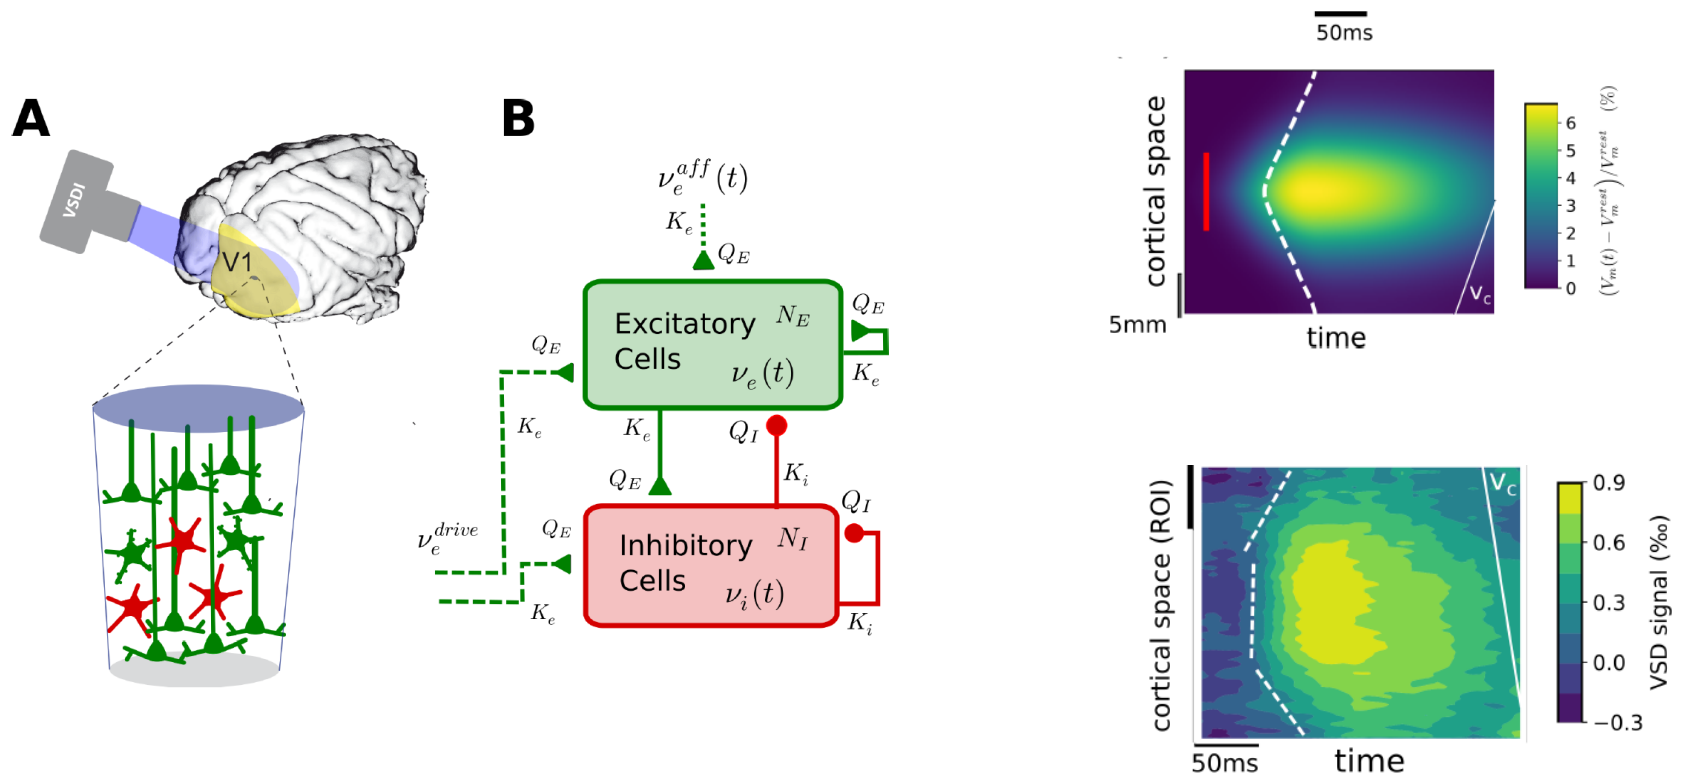 A
VSDI
V1
B
ν_e^{aff}(t)
K_e
Q_E
Excitatory
Cells
N_E
ν_e(t)
Q_E
K_e
Q_E
K_e
K_e
Q_E
Q_I
K_i
ν_e^{drive}
Q_E
K_e
Inhibitory
Cells
N_I
ν_i(t)
Q_I
K_i
50ms
cortical space
5mm
time
v_c
6
5
4
3
2
1
0
(V_m(t) − V_m^{rest})/V_m^{rest} (%)
cortical space (ROI)
50ms
time
v_c
0.9
0.6
0.3
0.0
−0.3
VSD signal (‰)